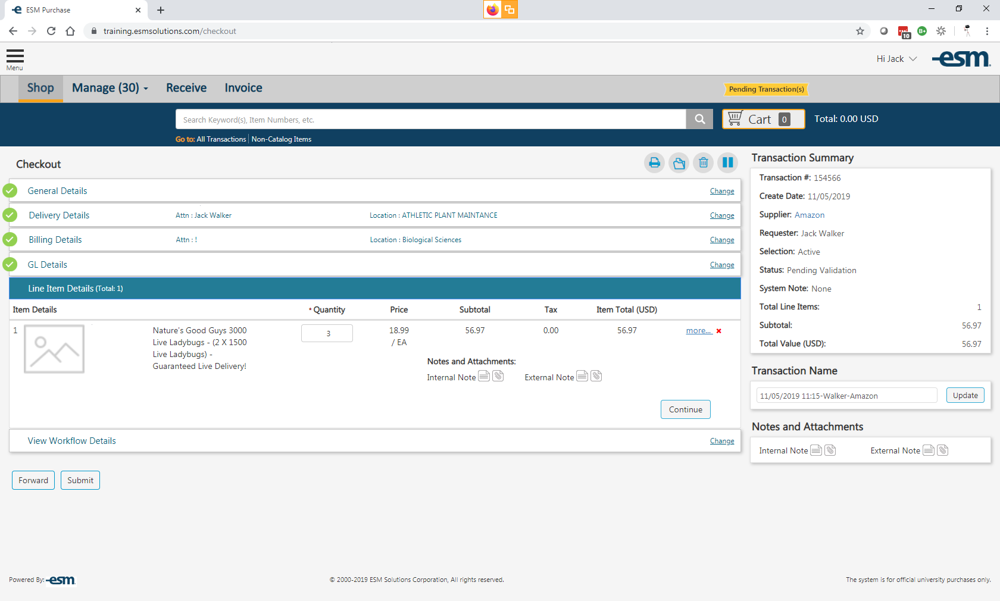 ESM Purchase
training.esmsolutions.com/checkout
10
B+
Menu
Hi Jack
esm
Shop
Manage (30)
Receive
Invoice
Pending Transaction(s)
Search Keyword(s), Item Numbers, etc.
Cart 0
Total: 0.00 USD
Go to: All Transactions | Non-Catalog Items
Checkout
General Details
Change
Delivery Details
Attn : Jack Walker
Location : ATHLETIC PLANT MAINTANCE
Change
Billing Details
Attn : !
Location : Biological Sciences
Change
GL Details
Change
Line Item Details (Total: 1)
Item Details
* Quantity
Price
Subtotal
Tax
Item Total (USD)
1
Nature's Good Guys 3000
Live Ladybugs - (2 X 1500
Live Ladybugs) -
Guaranteed Live Delivery!
3
18.99
/ EA
56.97
0.00
56.97
more...
Notes and Attachments:
Internal Note
External Note
Continue
View Workflow Details
Change
Forward
Submit
Transaction Summary
Transaction #: 154566
Create Date: 11/05/2019
Supplier: Amazon
Requester: Jack Walker
Selection: Active
Status: Pending Validation
System Note: None
Total Line Items: 1
Subtotal: 56.97
Total Value (USD): 56.97
Transaction Name
11/05/2019 11:15-Walker-Amazon
Update
Notes and Attachments
Internal Note
External Note
Powered By: esm
© 2000-2019 ESM Solutions Corporation, All rights reserved.
The system is for official university purchases only.